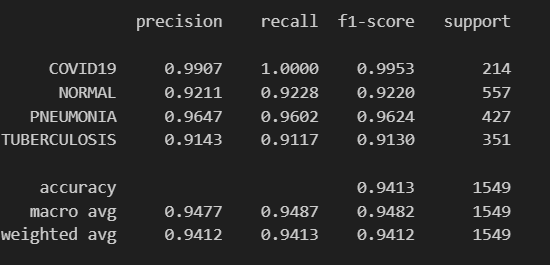 precision recall f1-score support
COVID19 0.9907 1.0000 0.9953 214
NORMAL 0.9211 0.9228 0.9220 557
PNEUMONIA 0.9647 0.9602 0.9624 427
TUBERCULOSIS 0.9143 0.9117 0.9130 351
accuracy 0.9413 1549
macro avg 0.9477 0.9487 0.9482 1549
weighted avg 0.9412 0.9413 0.9412 1549